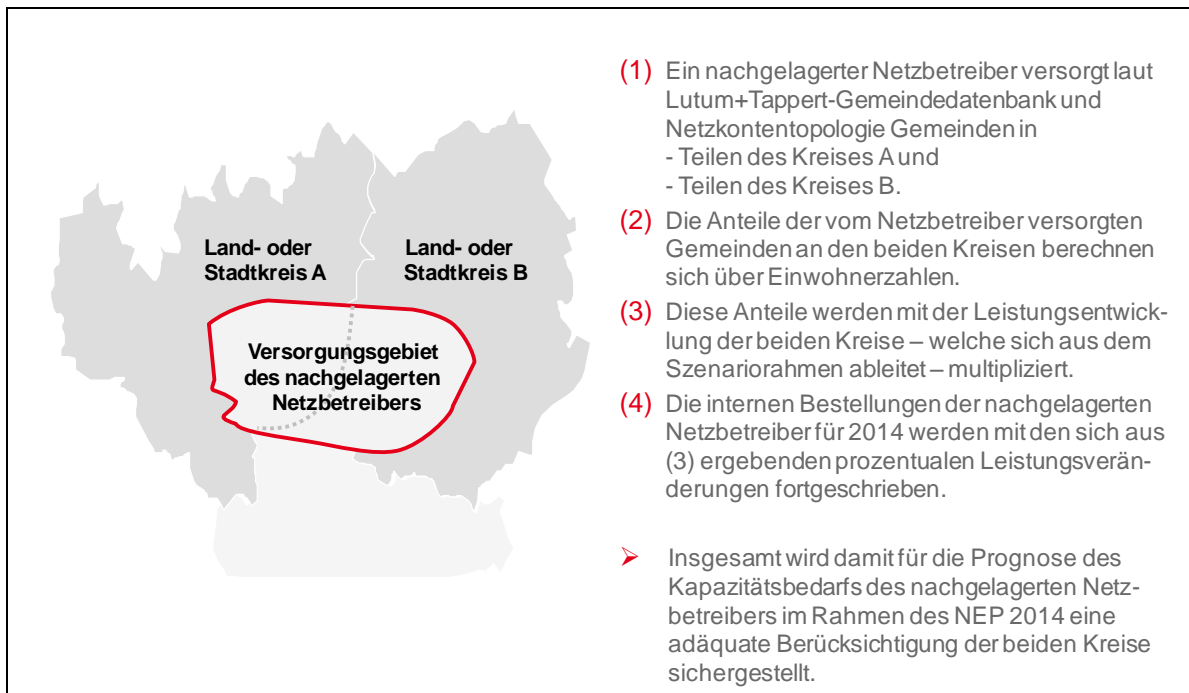 Land- oder
Stadtkreis A
Land- oder
Stadtkreis B
Versorgungsgebiet
des nachgelagerten
Netzbetreibers
(1) Ein nachgelagerter Netzbetreiber versorgt laut
Lutum+Tappert-Gemeindedatenbank und
Netzkontentopologie Gemeinden in
- Teilen des Kreises A und
- Teilen des Kreises B.
(2) Die Anteile der vom Netzbetreiber versorgten
Gemeinden an den beiden Kreisen berechnen
sich über Einwohnerzahlen.
(3) Diese Anteile werden mit der Leistungsentwick-
lung der beiden Kreise – welche sich aus dem
Szenariorahmen ableitet – multipliziert.
(4) Die internen Bestellungen der nachgelagerten
Netzbetreiber für 2014 werden mit den sich aus
(3) ergebenden prozentualen Leistungsverän-
derungen fortgeschrieben.
➢ Insgesamt wird damit für die Prognose des
Kapazitätsbedarfs des nachgelagerten Netz-
betreibers im Rahmen des NEP 2014 eine
adäquate Berücksichtigung der beiden Kreise
sichergestellt.